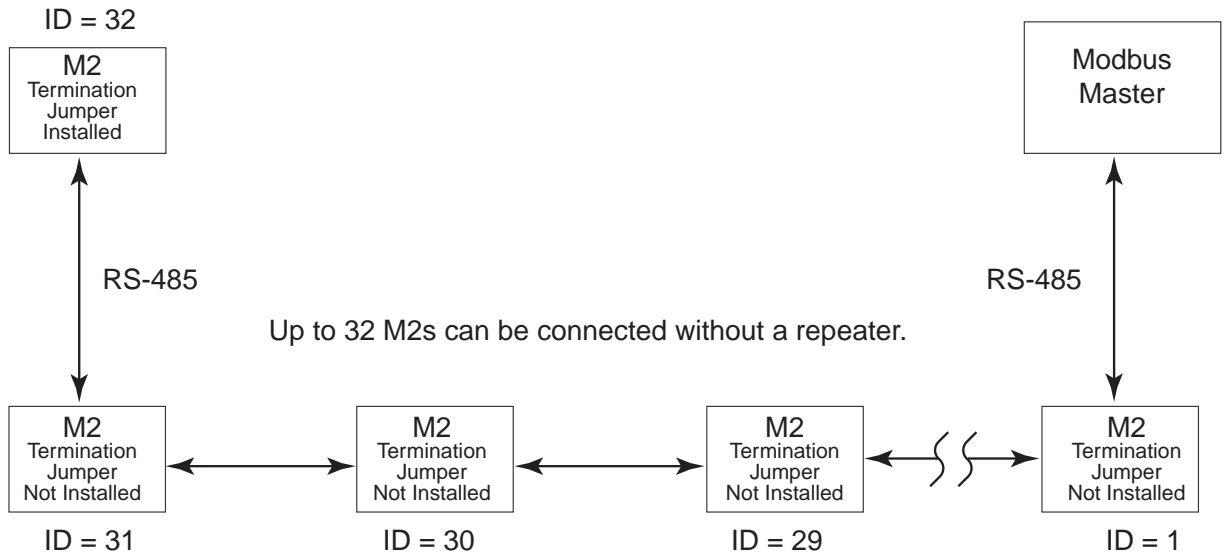 ID = 32
M2
Termination
Jumper
Installed
Modbus
Master
RS-485
RS-485
Up to 32 M2s can be connected without a repeater.
M2
Termination
Jumper
Not Installed
M2
Termination
Jumper
Not Installed
M2
Termination
Jumper
Not Installed
M2
Termination
Jumper
Not Installed
ID = 31
ID = 30
ID = 29
ID = 1